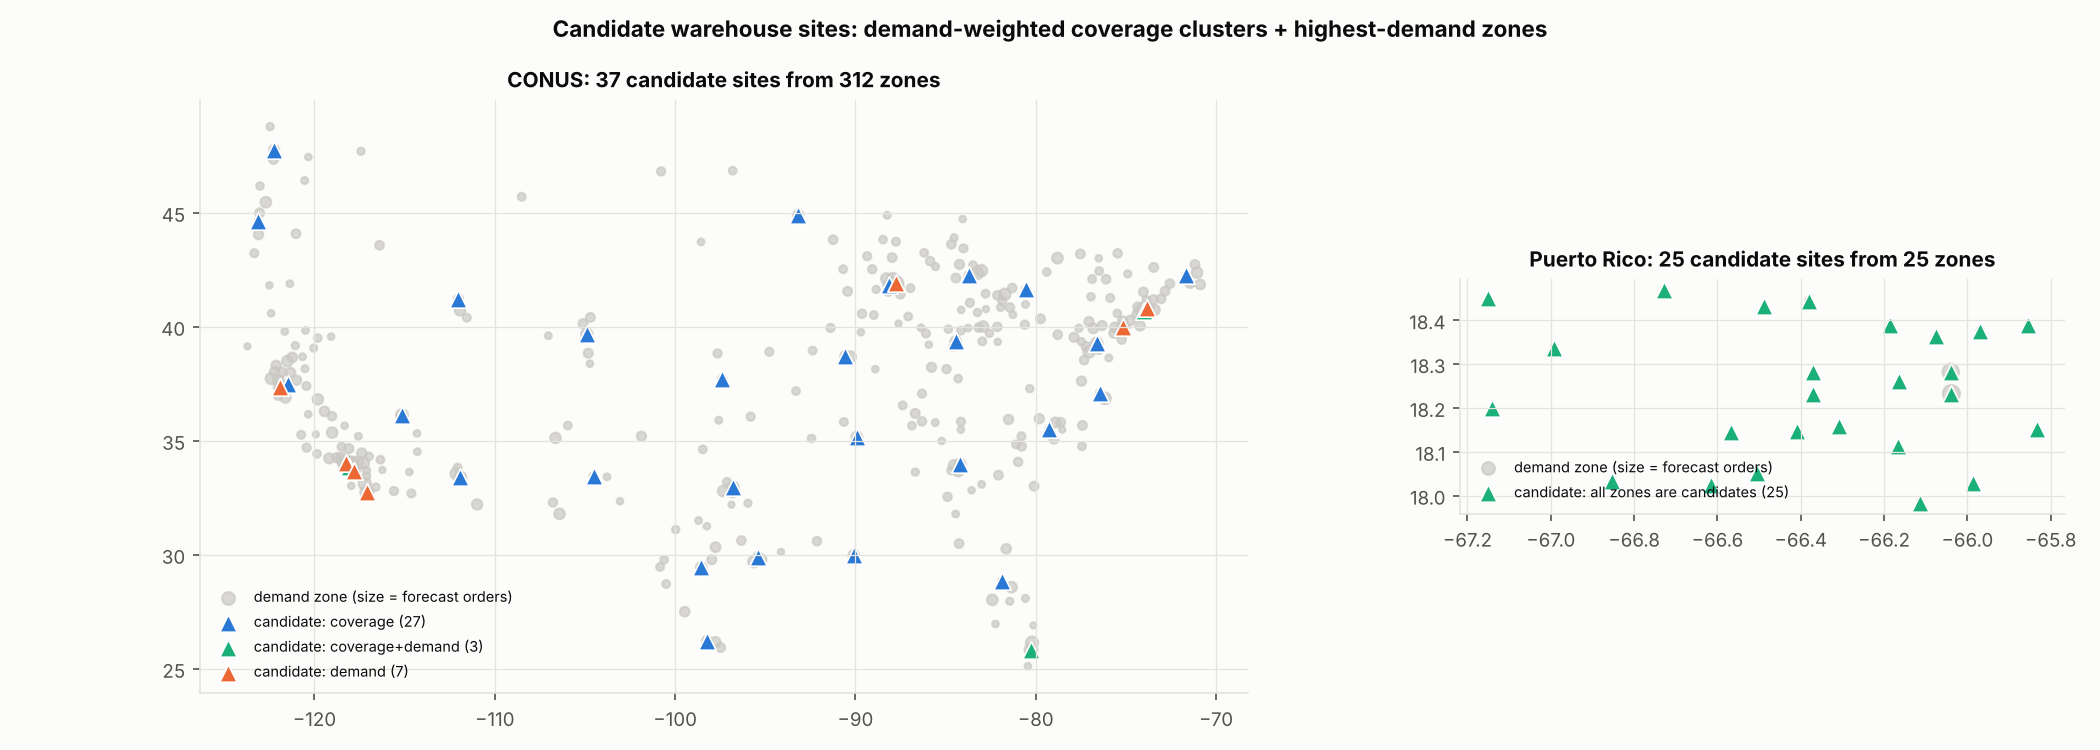 Candidate warehouse sites: demand-weighted coverage clusters + highest-demand zones
CONUS: 37 candidate sites from 312 zones
45
40
35
30
25
demand zone (size = forecast orders)
candidate: coverage (27)
candidate: coverage+demand (3)
candidate: demand (7)
−120
−110
−100
−90
−80
−70
Puerto Rico: 25 candidate sites from 25 zones
18.4
18.3
18.2
18.1
18.0
demand zone (size = forecast orders)
candidate: all zones are candidates (25)
−67.2
−67.0
−66.8
−66.6
−66.4
−66.2
−66.0
−65.8